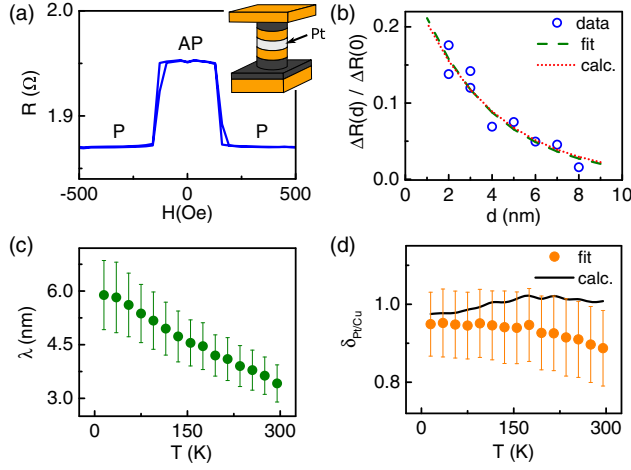 (a)
2.0
1.9
R (Ω)
AP
P
P
Pt
-500
0
500
H(Oe)
(b)
0.2
0.1
0.0
ΔR(d) / ΔR(0)
data
fit
calc.
0
2
4
6
8
10
d (nm)
(c)
6.0
4.5
3.0
λ (nm)
0
150
300
T (K)
(d)
fit
calc.
1.0
0.8
δPt/Cu
0
150
300
T (K)